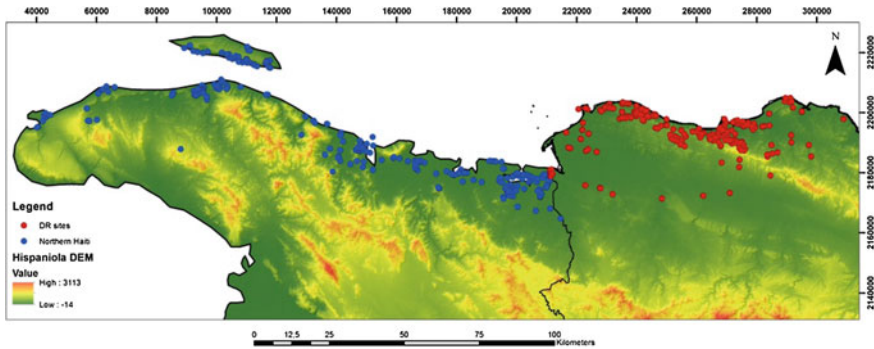 40000 60000 80000 100000 120000 140000 160000 180000 200000 220000 240000 260000 280000 300000
N
2220000
2200000
2180000
2160000
2140000
Legend
DR sites
Northern Haiti
Hispaniola DEM
Value
High : 3113
Low : -14
0 12,5 25 50 75 100
Kilometers